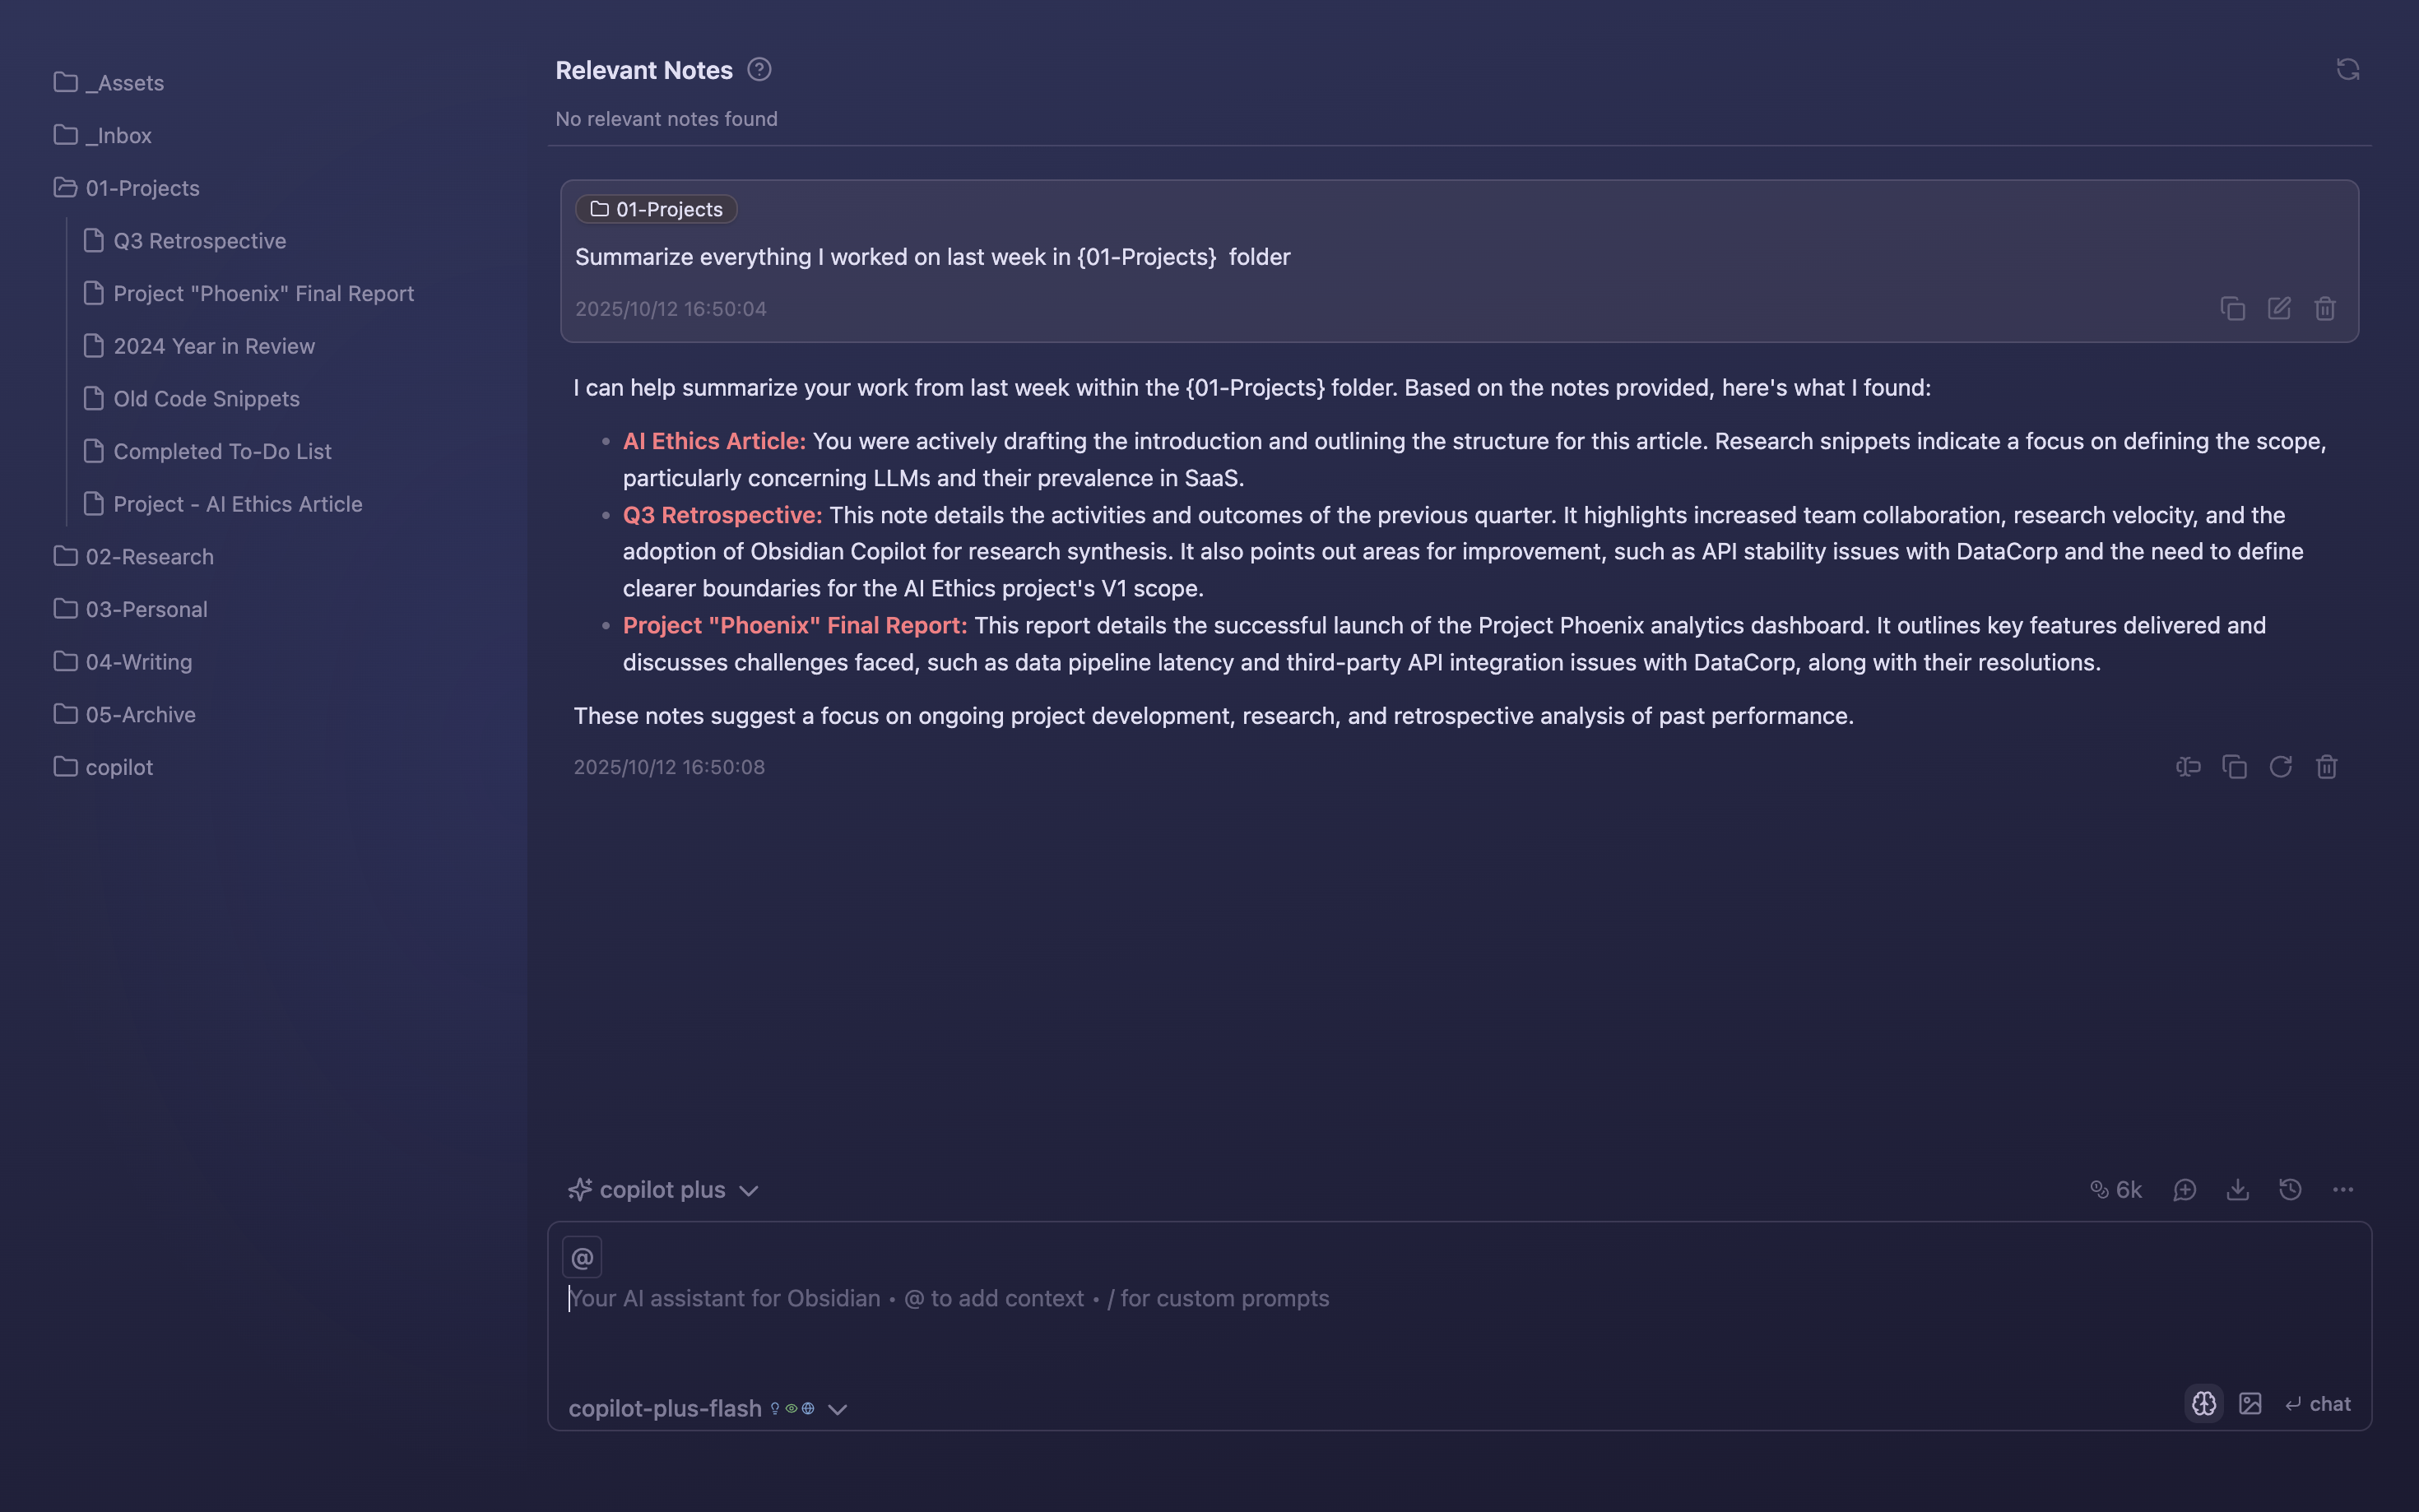 _Assets
_Inbox
01-Projects
Q3 Retrospective
Project "Phoenix" Final Report
2024 Year in Review
Old Code Snippets
Completed To-Do List
Project - AI Ethics Article
02-Research
03-Personal
04-Writing
05-Archive
copilot
Relevant Notes
No relevant notes found
01-Projects
Summarize everything I worked on last week in {01-Projects}  folder
2025/10/12 16:50:04
I can help summarize your work from last week within the {01-Projects} folder. Based on the notes provided, here's what I found:
• AI Ethics Article: You were actively drafting the introduction and outlining the structure for this article. Research snippets indicate a focus on defining the scope,
particularly concerning LLMs and their prevalence in SaaS.
• Q3 Retrospective: This note details the activities and outcomes of the previous quarter. It highlights increased team collaboration, research velocity, and the
adoption of Obsidian Copilot for research synthesis. It also points out areas for improvement, such as API stability issues with DataCorp and the need to define
clearer boundaries for the AI Ethics project's V1 scope.
• Project "Phoenix" Final Report: This report details the successful launch of the Project Phoenix analytics dashboard. It outlines key features delivered and
discusses challenges faced, such as data pipeline latency and third-party API integration issues with DataCorp, along with their resolutions.
These notes suggest a focus on ongoing project development, research, and retrospective analysis of past performance.
2025/10/12 16:50:08
copilot plus
6k
@
Your AI assistant for Obsidian • @ to add context • / for custom prompts
copilot-plus-flash
chat